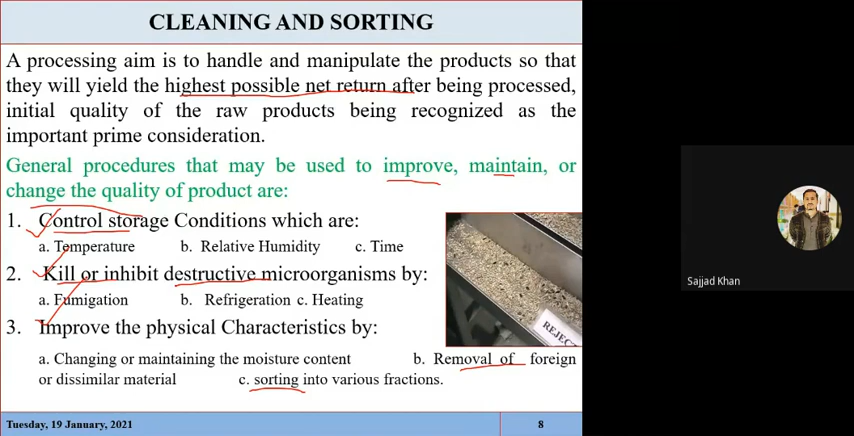 CLEANING AND SORTING
A processing aim is to handle and manipulate the products so that
they will yield the highest possible net return after being processed,
initial quality of the raw products being recognized as the
important prime consideration.
General procedures that may be used to improve, maintain, or
change the quality of product are:
1. Control storage Conditions which are:
a. Temperature b. Relative Humidity c. Time
2. Kill or inhibit destructive microorganisms by:
a. Fumigation b. Refrigeration c. Heating
3. Improve the physical Characteristics by:
a. Changing or maintaining the moisture content b. Removal of foreign
or dissimilar material c. sorting into various fractions.
REJECT
Tuesday, 19 January, 2021 8
Sajjad Khan